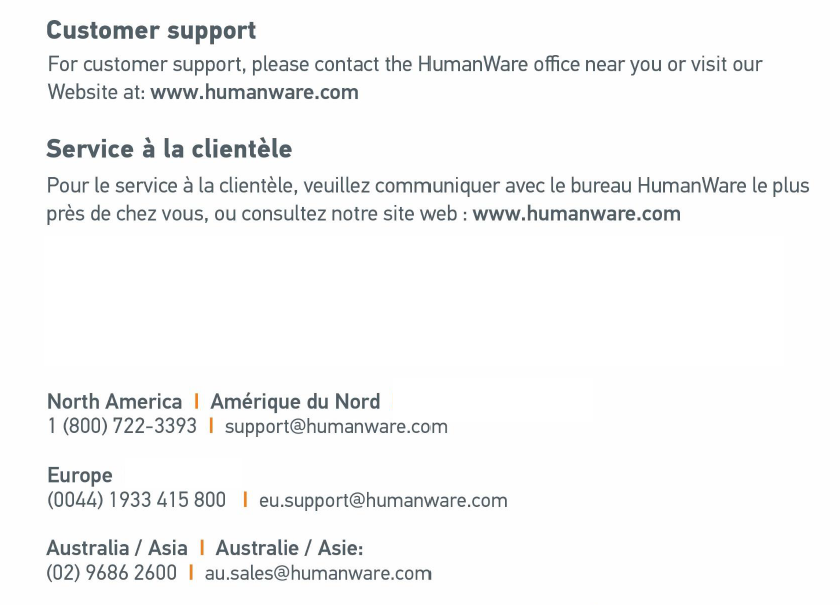 Customer support
For customer support, please contact the HumanWare office near you or visit our
Website at: www.humanware.com
Service à la clientèle
Pour le service à la clientèle, veuillez communiquer avec le bureau HumanWare le plus
près de chez vous, ou consultez notre site web : www.humanware.com
North America | Amérique du Nord
1 (800) 722-3393 | support@humanware.com
Europe
(0044) 1933 415 800 | eu.support@humanware.com
Australia / Asia | Australie / Asie:
(02) 9686 2600 | au.sales@humanware.com